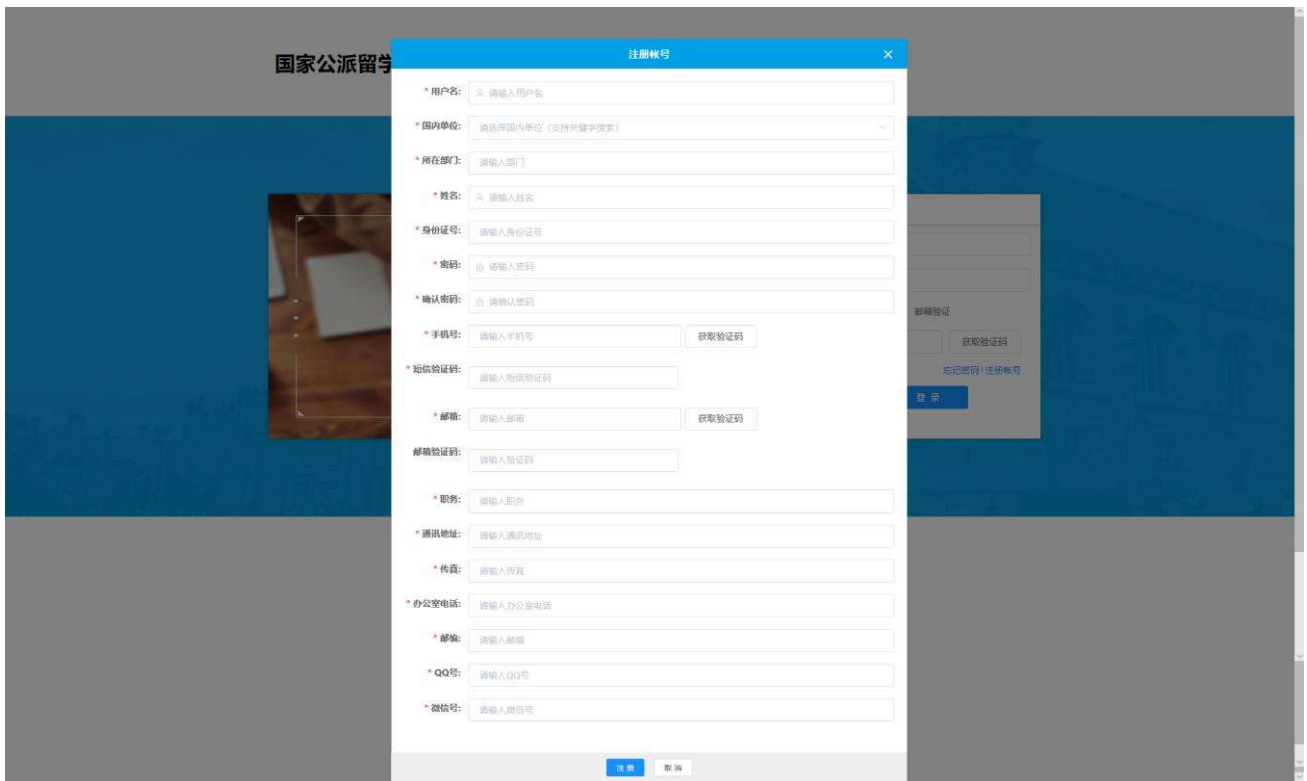 国家公派留学
注册帐号
* 用户名: 请输入用户名
* 国内单位: 请选择国内单位（支持关键字搜索）
* 所在部门: 请输入部门
* 姓名: 请输入姓名
* 身份证号: 请输入身份证号
* 密码: 请输入密码
* 确认密码: 请确认密码
* 手机号: 请输入手机号 获取验证码
* 短信验证码: 请输入短信验证码
* 邮箱: 请输入邮箱 获取验证码
邮箱验证码: 请输入验证码
* 职务: 请输入职务
* 通讯地址: 请输入通讯地址
* 传真: 请输入传真
* 办公室电话: 请输入办公室电话
* 邮编: 请输入邮编
* QQ号: 请输入QQ号
* 微信号: 请输入微信号
注 册 取 消
邮箱验证
获取验证码
忘记密码 | 注册帐号
登 录